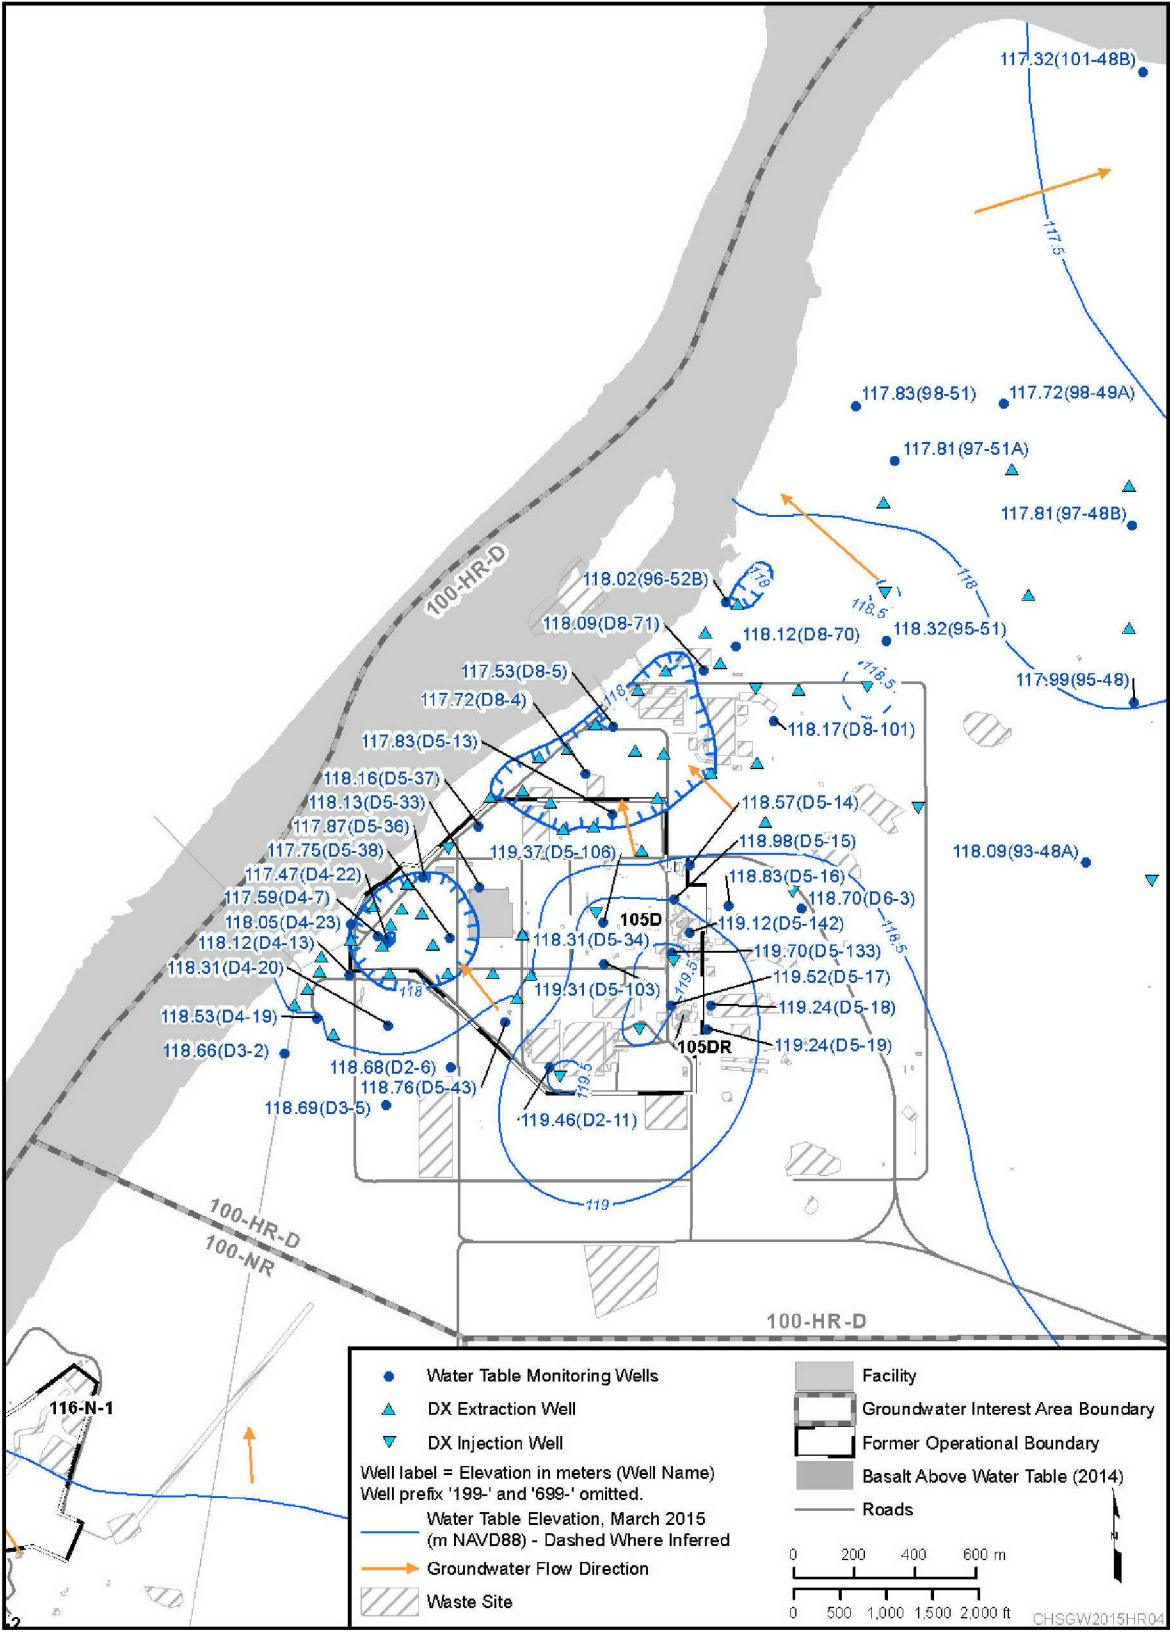 117.32(101-48B)
117.5
117.83(98-51)
117.72(98-49A)
117.81(97-51A)
117.81(97-48B)
100-HR-D
118.02(96-52B)
118
118
118.5
118.09(D8-71)
118.12(D8-70)
118.32(95-51)
117.53(D8-5)
118.5
117.99(95-48)
117.72(D8-4)
118
118.17(D8-101)
117.83(D5-13)
118.16(D5-37)
118.13(D5-33)
118.57(D5-14)
117.87(D5-36)
118.98(D5-15)
117.75(D5-38)
119.37(D5-106)
118.09(93-48A)
117.47(D4-22)
118.83(D5-16)
117.59(D4-7)
118.70(D6-3)
118.05(D4-23)
105D
119.12(D5-142)
118.5
118.12(D4-13)
118.31(D5-34)
119.70(D5-133)
118.31(D4-20)
119.5
119.52(D5-17)
118
119.31(D5-103)
118.53(D4-19)
119.24(D5-18)
118.66(D3-2)
105DR
119.24(D5-19)
118.68(D2-6)
119.5
118.76(D5-43)
118.69(D3-5)
119.46(D2-11)
119
100-HR-D
100-NR
100-HR-D
116-N-1
Water Table Monitoring Wells
DX Extraction Well
DX Injection Well
Well label = Elevation in meters (Well Name)
Well prefix '199-' and '699-' omitted.
Water Table Elevation, March 2015
(m NAVD88) - Dashed Where Inferred
Groundwater Flow Direction
Waste Site
Facility
Groundwater Interest Area Boundary
Former Operational Boundary
Basalt Above Water Table (2014)
Roads
0 200 400 600 m
0 500 1,000 1,500 2,000 ft
CHSGW2015HR04